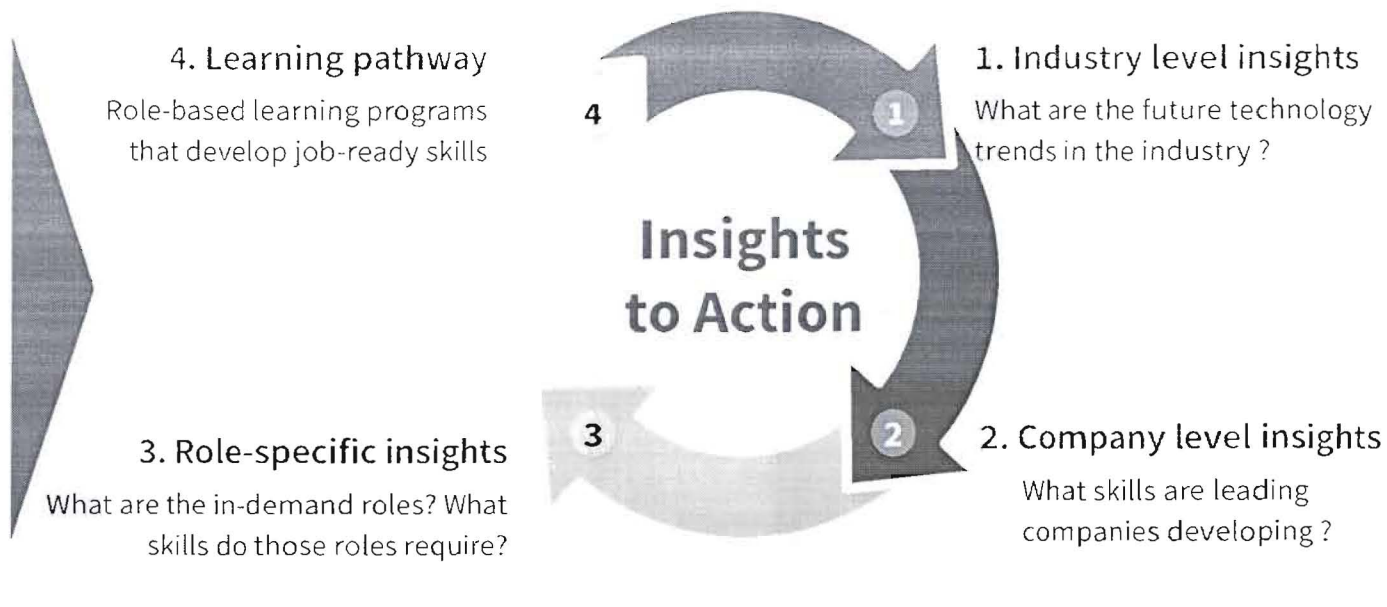 4. Learning pathway
Role-based learning programs
that develop job-ready skills
4
1
1. Industry level insights
What are the future technology
trends in the industry ?
Insights
to Action
3. Role-specific insights
What are the in-demand roles? What
skills do those roles require?
3
2
2. Company level insights
What skills are leading
companies developing ?